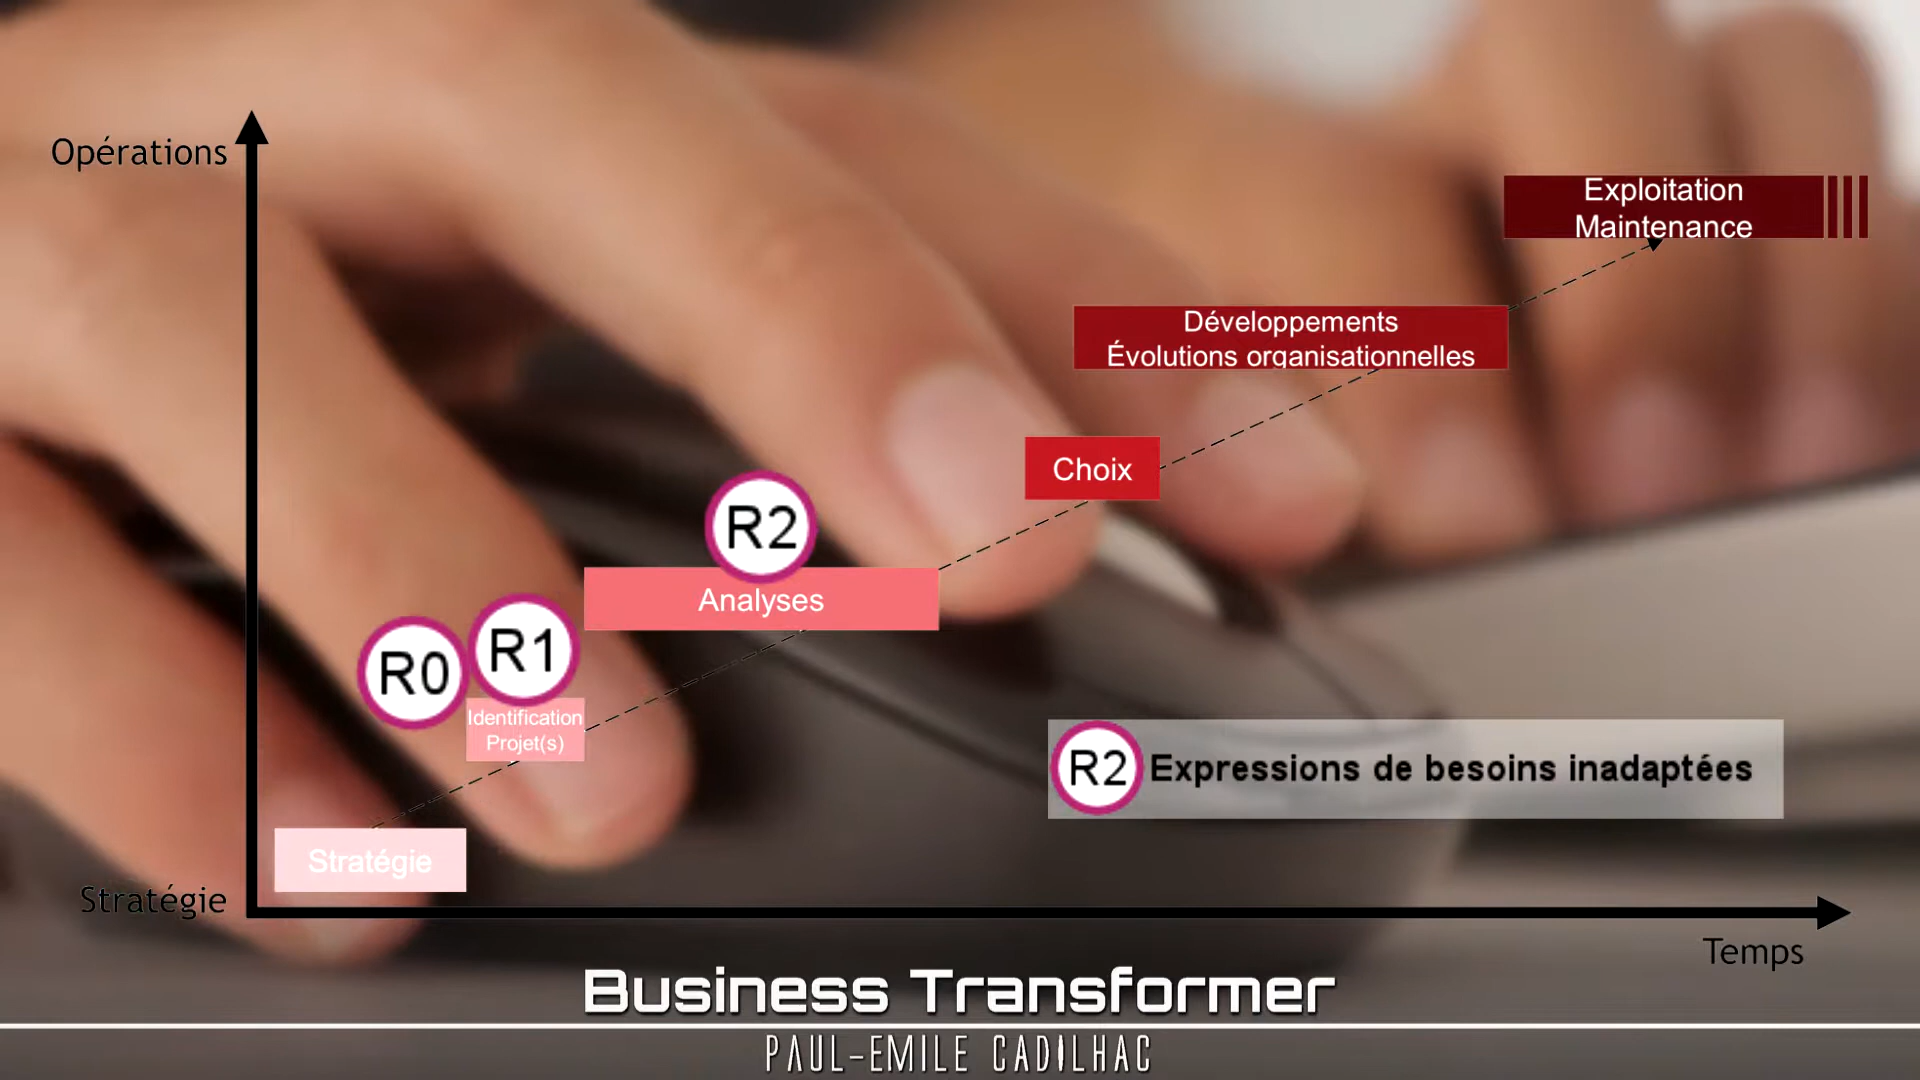 Opérations
Exploitation
Maintenance
Développements
Évolutions organisationnelles
Choix
R2
Analyses
R0
R1
Identification
Projet(s)
R2 Expressions de besoins inadaptées
Stratégie
Stratégie
Temps
Business Transformer
PAUL-EMILE CADILHAC